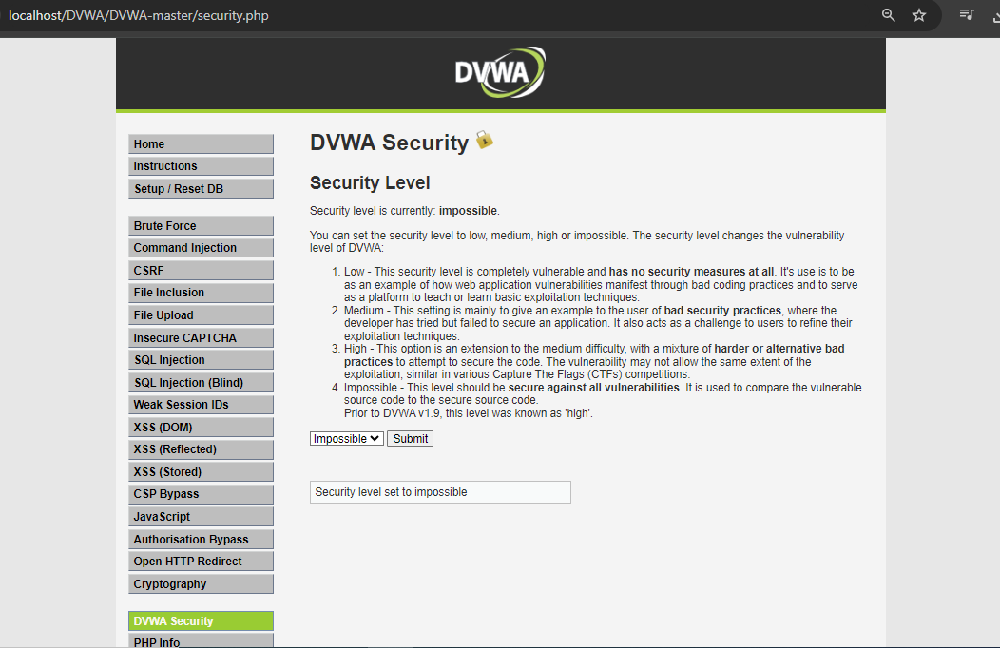 localhost/DVWA/DVWA-master/security.php
DVWA
Home
Instructions
Setup / Reset DB
Brute Force
Command Injection
CSRF
File Inclusion
File Upload
Insecure CAPTCHA
SQL Injection
SQL Injection (Blind)
Weak Session IDs
XSS (DOM)
XSS (Reflected)
XSS (Stored)
CSP Bypass
JavaScript
Authorisation Bypass
Open HTTP Redirect
Cryptography
DVWA Security
PHP Info
DVWA Security
Security Level
Security level is currently: impossible.
You can set the security level to low, medium, high or impossible. The security level changes the vulnerability
level of DVWA:
1. Low - This security level is completely vulnerable and has no security measures at all. It's use is to be
as an example of how web application vulnerabilities manifest through bad coding practices and to serve
as a platform to teach or learn basic exploitation techniques.
2. Medium - This setting is mainly to give an example to the user of bad security practices, where the
developer has tried but failed to secure an application. It also acts as a challenge to users to refine their
exploitation techniques.
3. High - This option is an extension to the medium difficulty, with a mixture of harder or alternative bad
practices to attempt to secure the code. The vulnerability may not allow the same extent of the
exploitation, similar in various Capture The Flags (CTFs) competitions.
4. Impossible - This level should be secure against all vulnerabilities. It is used to compare the vulnerable
source code to the secure source code.
Prior to DVWA v1.9, this level was known as 'high'.
Impossible Submit
Security level set to impossible